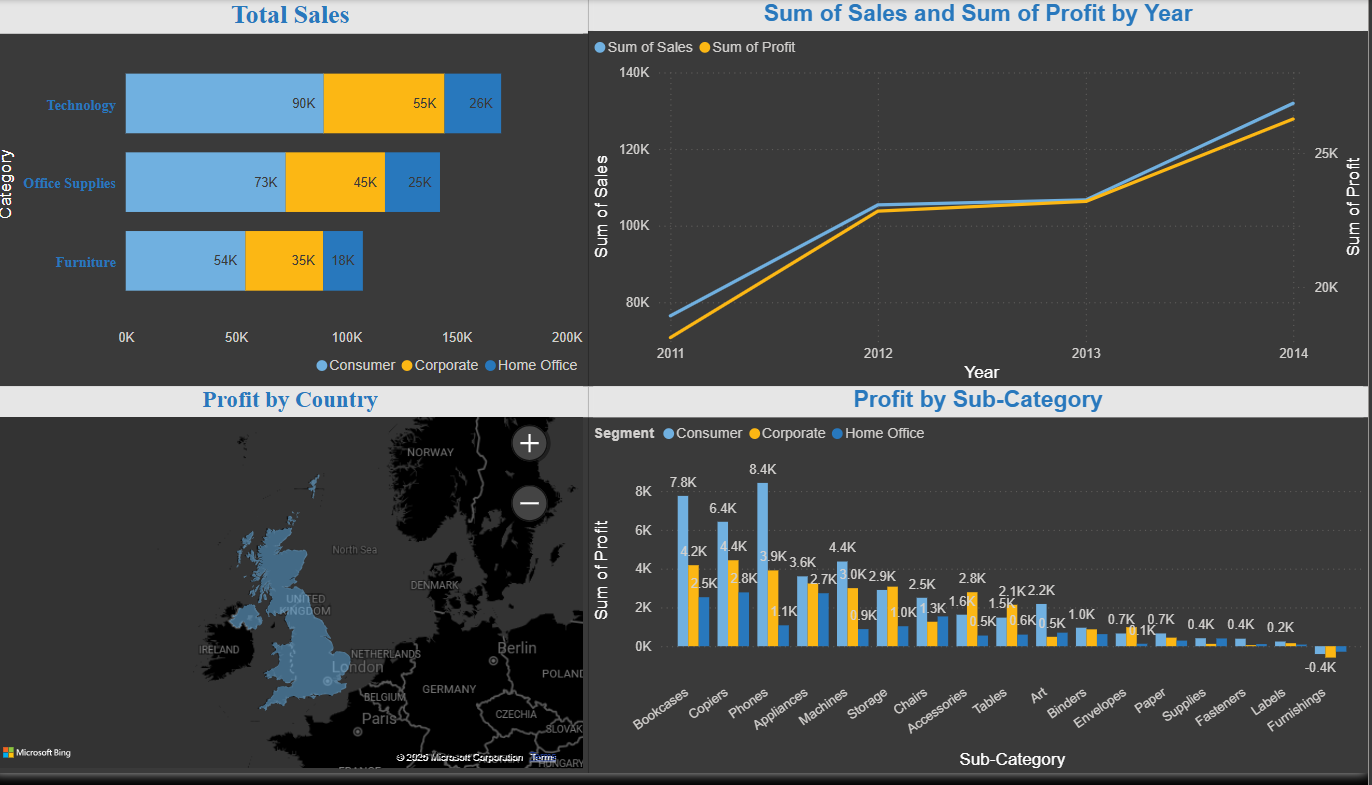 Total Sales
Category
Technology
90K 55K 26K
Office Supplies
73K 45K 25K
Furniture
54K 35K 18K
0K 50K 100K 150K 200K
Consumer Corporate Home Office
Sum of Sales and Sum of Profit by Year
Sum of Sales Sum of Profit
Sum of Sales
140K
120K
100K
80K
25K
20K
Sum of Profit
2011 2012 2013 2014
Year
Profit by Country
NORWAY
North Sea
DENMARK
UNITED
KINGDOM
IRELAND
NETHERLANDS
London
Berlin
POLAND
BELGIUM
GERMANY
Paris
CZECHIA
SLOVAK
HUNGARY
FRANCE
Microsoft Bing
© 2025 Microsoft Corporation Terms
Profit by Sub-Category
Segment Consumer Corporate Home Office
Sum of Profit
8K
6K
4K
2K
0K
7.8K 4.2K 2.5K
6.4K 4.4K 2.8K
8.4K 3.9K 1.1K
3.6K 2.7K
4.4K 3.0K 0.9K
2.9K 1.0K
2.5K 1.3K
1.6K 2.8K 0.5K
1.5K 2.1K 0.6K
2.2K 0.5K
1.0K
0.7K 0.1K
0.7K
0.4K
0.4K
0.2K
-0.4K
Bookcases Copiers Phones Appliances Machines Storage Chairs Accessories Tables Art Binders Envelopes Paper Supplies Fasteners Labels Furnishings
Sub-Category